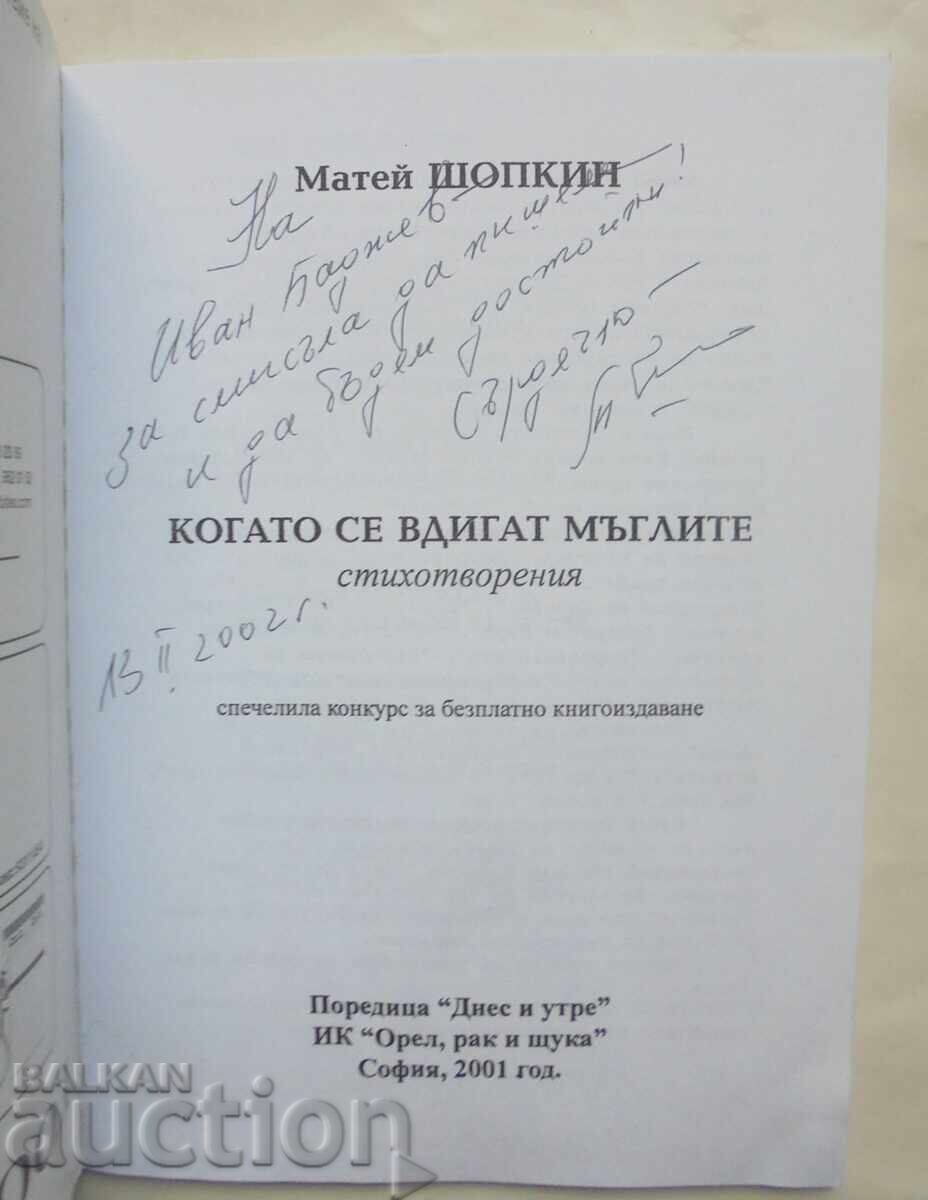 Матей ШОПКИН
На
Иван Баджев –
за смисъла да пишем
и да бъдем достойни!
Сърдечно –
КОГАТО СЕ ВДИГАТ МЪГЛИТЕ
стихотворения
13 II. 2002 г.
спечелила конкурс за безплатно книгоиздаване
Поредица “Днес и утре”
ИК “Орел, рак и щука”
София, 2001 год.
BALKAN
auction